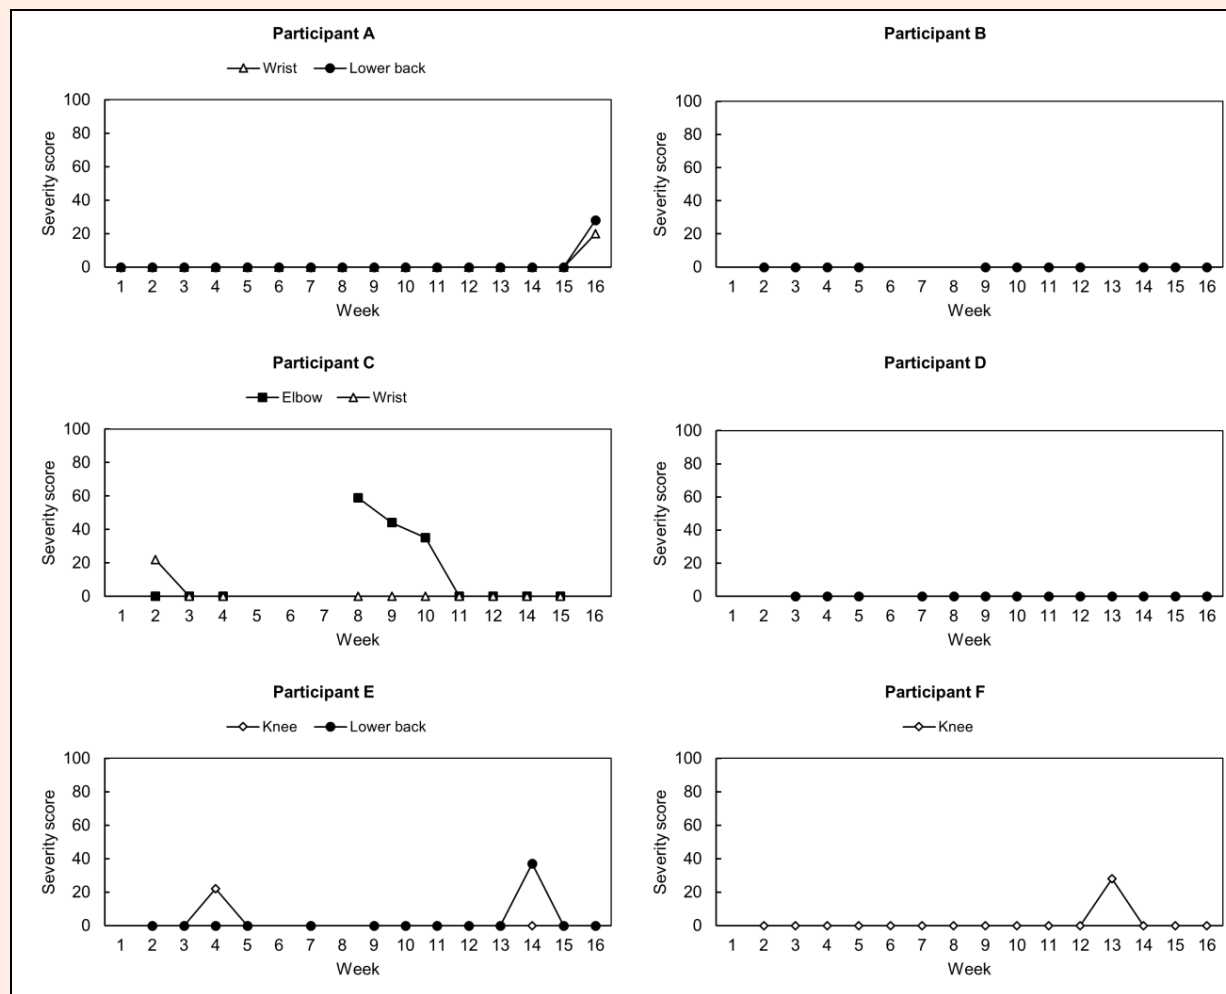 Participant A
Wrist Lower back
Severity score
100
80
60
40
20
0
1 2 3 4 5 6 7 8 9 10 11 12 13 14 15 16
Week
Participant B
Severity score
100
80
60
40
20
0
1 2 3 4 5 6 7 8 9 10 11 12 13 14 15 16
Week
Participant C
Elbow Wrist
Severity score
100
80
60
40
20
0
1 2 3 4 5 6 7 8 9 10 11 12 13 14 15 16
Week
Participant D
Severity score
100
80
60
40
20
0
1 2 3 4 5 6 7 8 9 10 11 12 13 14 15 16
Week
Participant E
Knee Lower back
Severity score
100
80
60
40
20
0
1 2 3 4 5 6 7 8 9 10 11 12 13 14 15 16
Week
Participant F
Knee
Severity score
100
80
60
40
20
0
1 2 3 4 5 6 7 8 9 10 11 12 13 14 15 16
Week